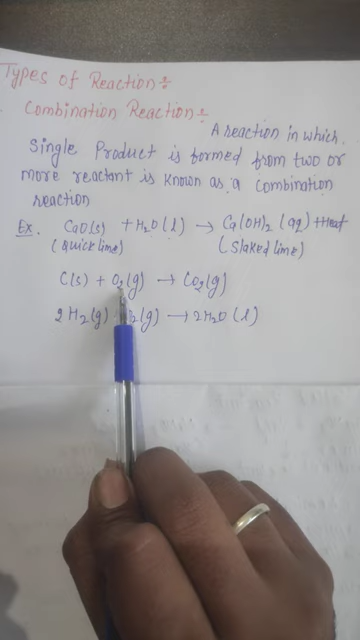 Types of Reaction :-
Combination Reaction :-
A reaction in which
Single Product is formed from two or
more reactant is known as a combination
reaction
Ex. CaO(s) + H₂O(l) → Ca(OH)₂ (aq) + Heat
(Quick lime) (Slaked lime)
C(s) + O₂(g) → CO₂(g)
2H₂(g) O₂(g) → 2H₂O(l)